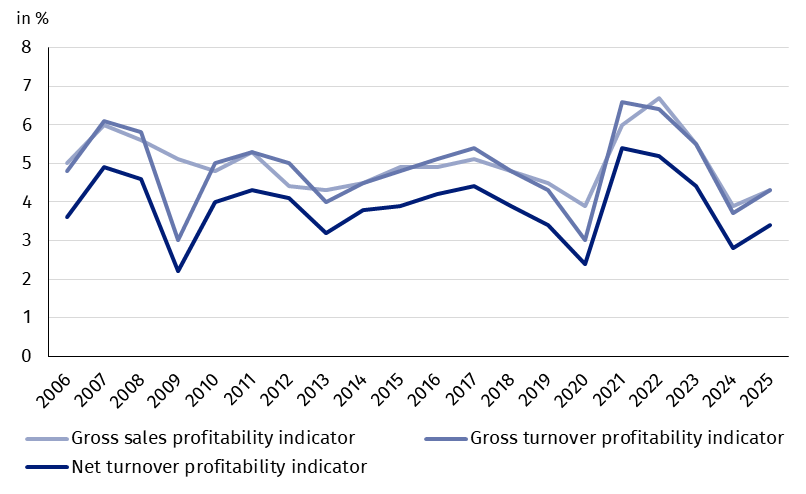 in %
8
7
6
5
4
3
2
1
0
2006 2007 2008 2009 2010 2011 2012 2013 2014 2015 2016 2017 2018 2019 2020 2021 2022 2023 2024 2025
Gross sales profitability indicator Gross turnover profitability indicator
Net turnover profitability indicator